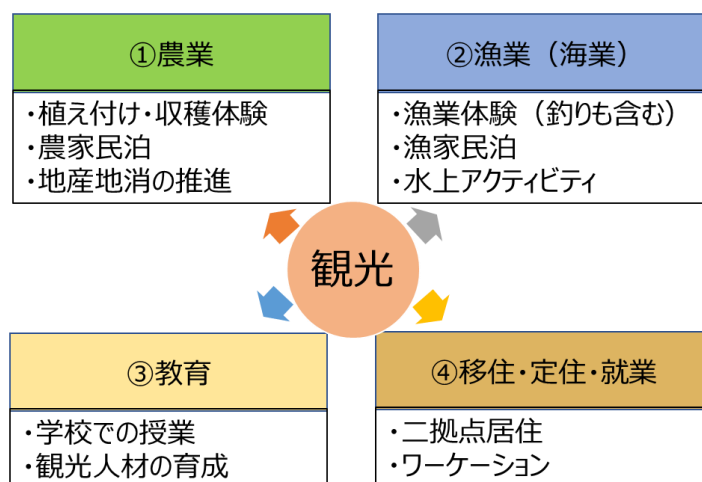 ①農業
・植え付け・収穫体験
・農家民泊
・地産地消の推進
②漁業（海業）
・漁業体験（釣りも含む）
・漁家民泊
・水上アクティビティ
観光
③教育
・学校での授業
・観光人材の育成
④移住・定住・就業
・二拠点居住
・ワーケーション